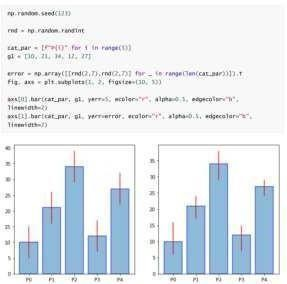 np.random.seed(123)
rnd = np.random.randint
cat_par = [f"P{i}" for i in range(5)]
g1 = [10, 21, 34, 12, 27]
error = np.array([[rnd(2,7),rnd(2,7)] for _ in range(len(cat_par))]).T
fig, axs = plt.subplots(1, 2, figsize=(10, 5))
axs[0].bar(cat_par, g1, yerr=5, ecolor="r", alpha=0.5, edgecolor="b",
linewidth=2)
axs[1].bar(cat_par, g1, yerr=error, ecolor="r", alpha=0.5, edgecolor="b",
linewidth=2)
40
35
30
25
20
15
10
5
0
P0 P1 P2 P3 P4
35
30
25
20
15
10
5
0
P0 P1 P2 P3 P4